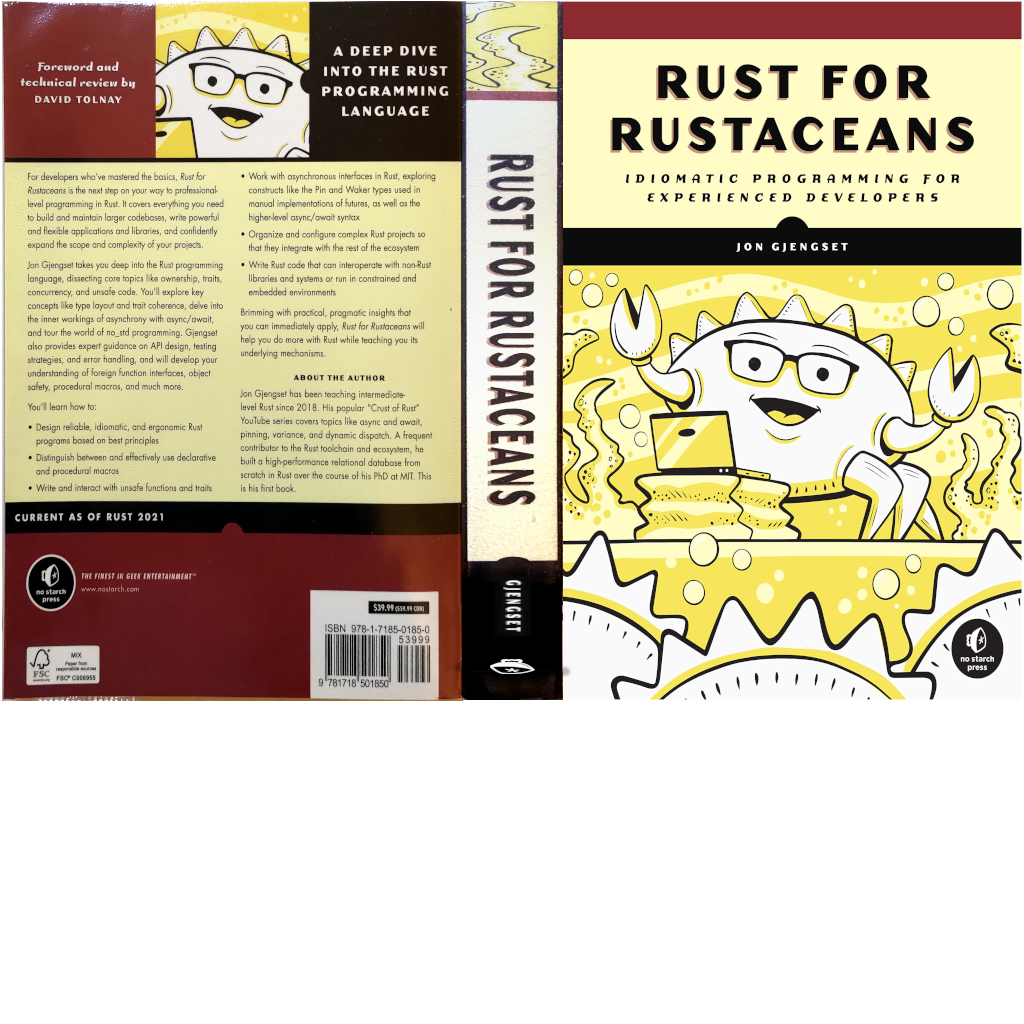 Foreword and
technical review by
DAVID TOLNAY
A DEEP DIVE
INTO THE RUST
PROGRAMMING
LANGUAGE
For developers who've mastered the basics, Rust for
Rustaceans is the next step on your way to professional-
level programming in Rust. It covers everything you need
to build and maintain larger codebases, write powerful
and flexible applications and libraries, and confidently
expand the scope and complexity of your projects.
Jon Gjengset takes you deep into the Rust programming
language, dissecting core topics like ownership, traits,
concurrency, and unsafe code. You'll explore key
concepts like type layout and trait coherence, delve into
the inner workings of asynchrony with async/await,
and tour the world of no_std programming. Gjengset
also provides expert guidance on API design, testing
strategies, and error handling, and will develop your
understanding of foreign function interfaces, object
safety, procedural macros, and much more.
You'll learn how to:
• Design reliable, idiomatic, and ergonomic Rust
programs based on best principles
• Distinguish between and effectively use declarative
and procedural macros
• Write and interact with unsafe functions and traits
• Work with asynchronous interfaces in Rust, exploring
constructs like the Pin and Waker types used in
manual implementations of futures, as well as the
higher-level async/await syntax
• Organize and configure complex Rust projects so
that they integrate with the rest of the ecosystem
• Write Rust code that can interoperate with non-Rust
libraries and systems or run in constrained and
embedded environments
Brimming with practical, pragmatic insights that
you can immediately apply, Rust for Rustaceans will
help you do more with Rust while teaching you its
underlying mechanisms.
ABOUT THE AUTHOR
Jon Gjengset has been teaching intermediate-
level Rust since 2018. His popular "Crust of Rust"
YouTube series covers topics like async and await,
pinning, variance, and dynamic dispatch. A frequent
contributor to the Rust toolchain and ecosystem, he
built a high-performance relational database from
scratch in Rust over the course of his PhD at MIT. This
is his first book.
CURRENT AS OF RUST 2021
no starch
press
THE FINEST IN GEEK ENTERTAINMENT™
www.nostarch.com
FSC
www.fsc.org
MIX
Paper from
responsible sources
FSC® C008955
$39.99 ($53.99 CDN)
ISBN 978-1-7185-0185-0
53999
9 781718 501850
RUST FOR RUSTACEANS
GJENGSET
RUST FOR
RUSTACEANS
IDIOMATIC PROGRAMMING FOR
EXPERIENCED DEVELOPERS
JON GJENGSET
no starch
press